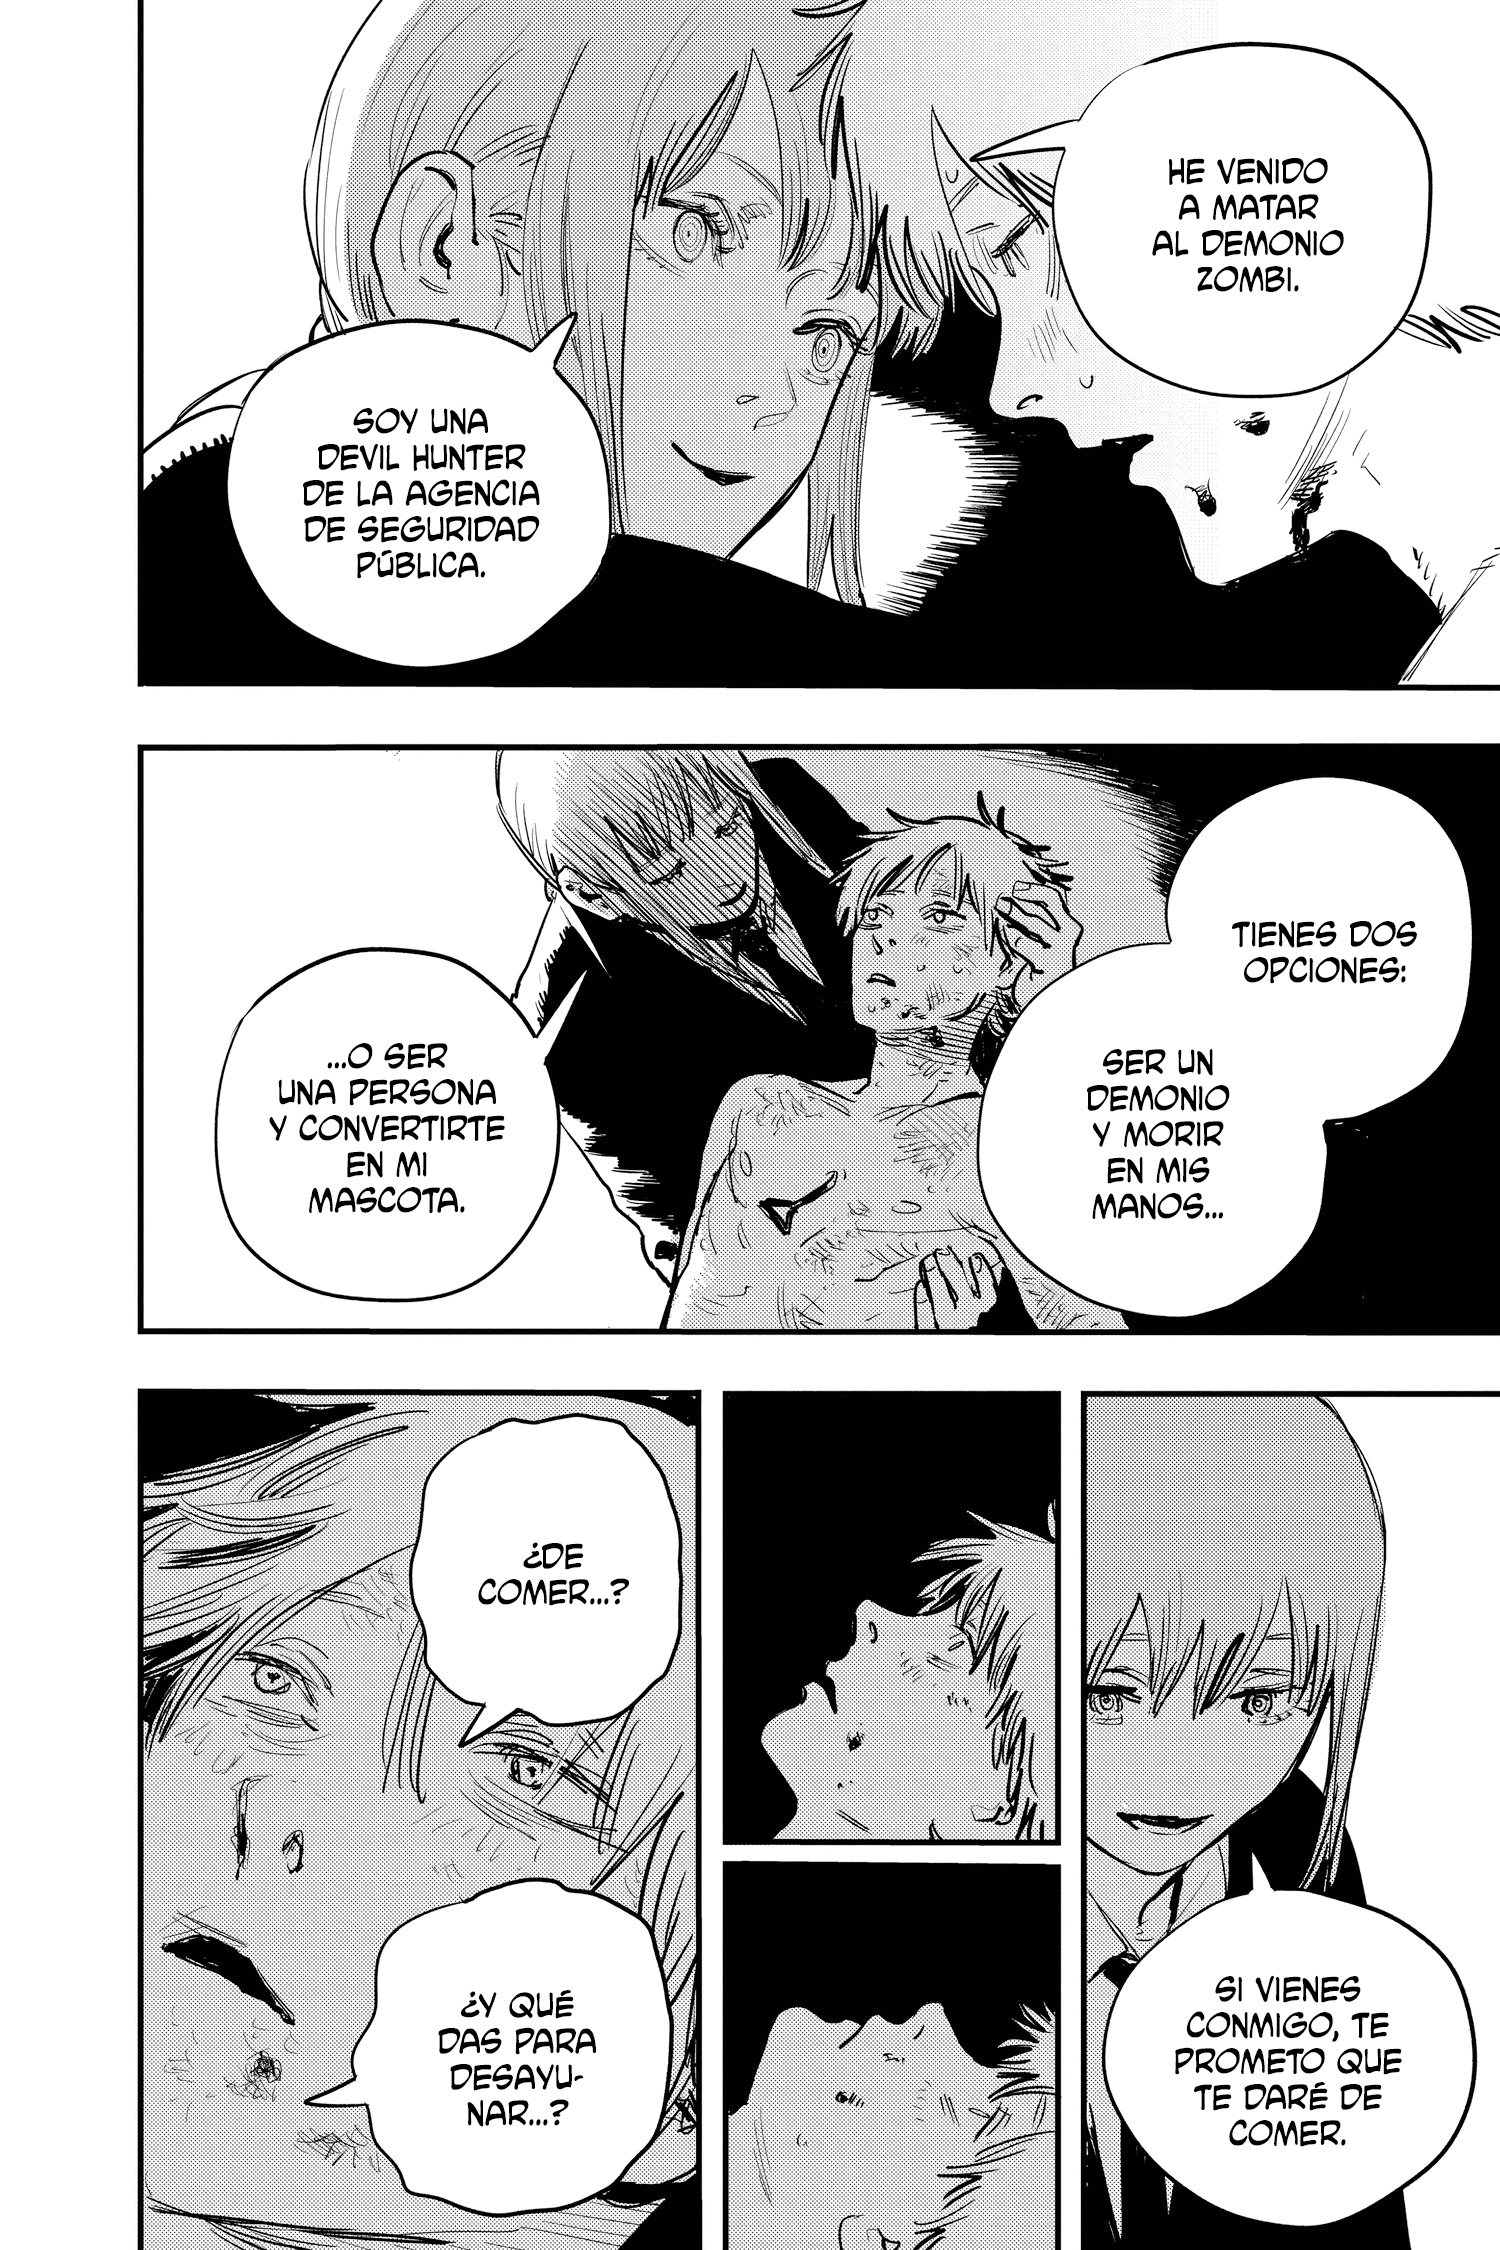 HE VENIDO
A MATAR
AL DEMONIO
ZOMBI.
SOY UNA
DEVIL HUNTER
DE LA AGENCIA
DE SEGURIDAD
PÚBLICA.
TIENES DOS
OPCIONES:
SER UN
DEMONIO
Y MORIR
EN MIS
MANOS...
...O SER
UNA PERSONA
Y CONVERTIRTE
EN MI
MASCOTA.
SI VIENES
CONMIGO, TE
PROMETO QUE
TE DARÉ DE
COMER.
¿DE
COMER...?
¿Y QUÉ
DAS PARA
DESAYU-
NAR...?